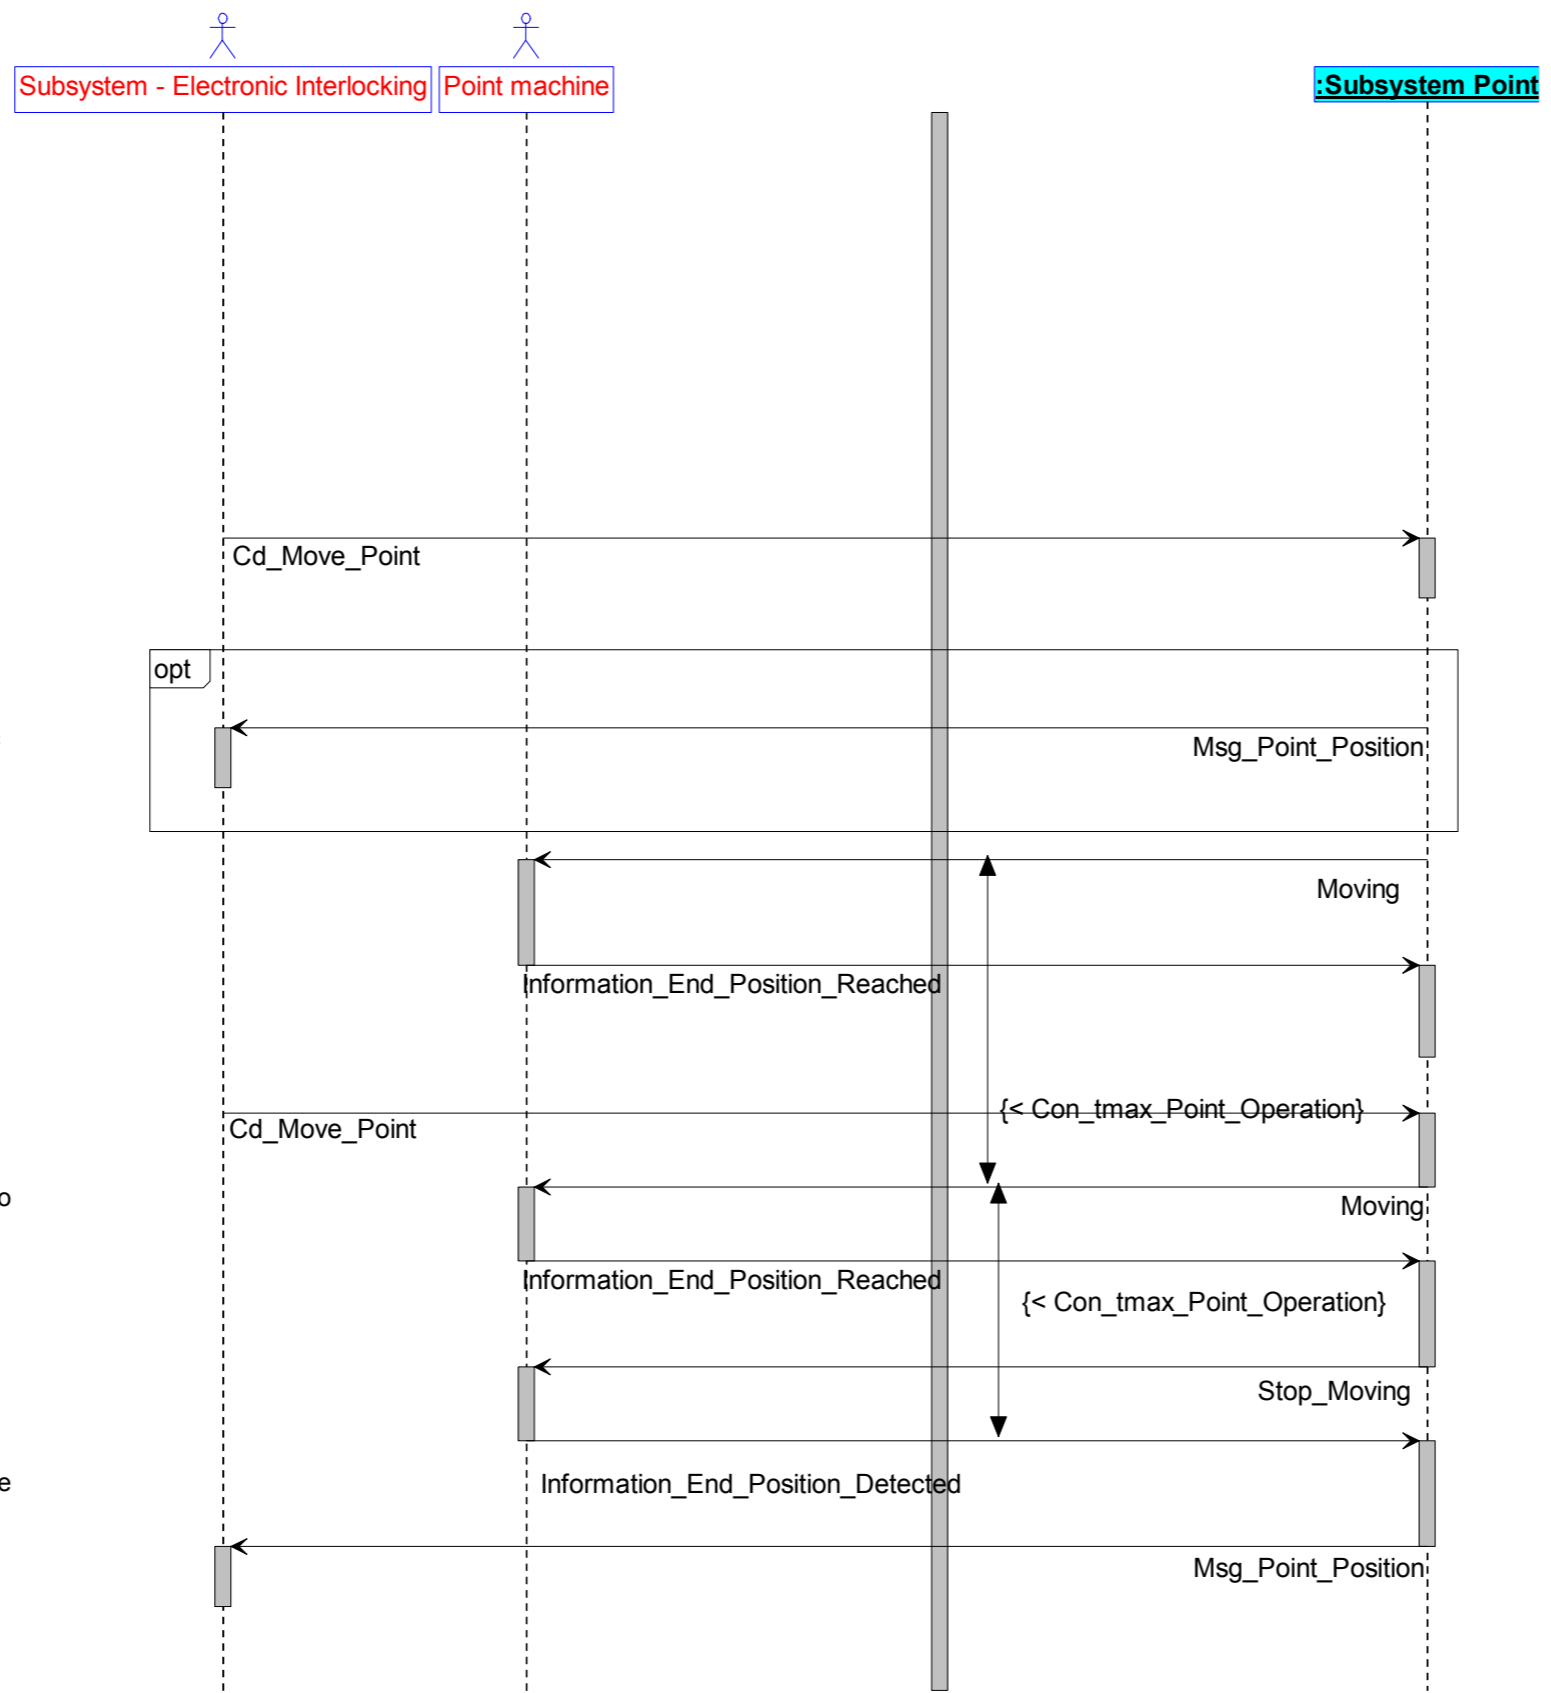 Subsystem - Electronic Interlocking
Point machine
:Subsystem Point
Cd_Move_Point
opt
Msg_Point_Position
Moving
Information_End_Position_Reached
{< Con_tmax_Point_Operation}
Cd_Move_Point
o
Moving
Information_End_Position_Reached
{< Con_tmax_Point_Operation}
Stop_Moving
e
Information_End_Position_Detected
Msg_Point_Position